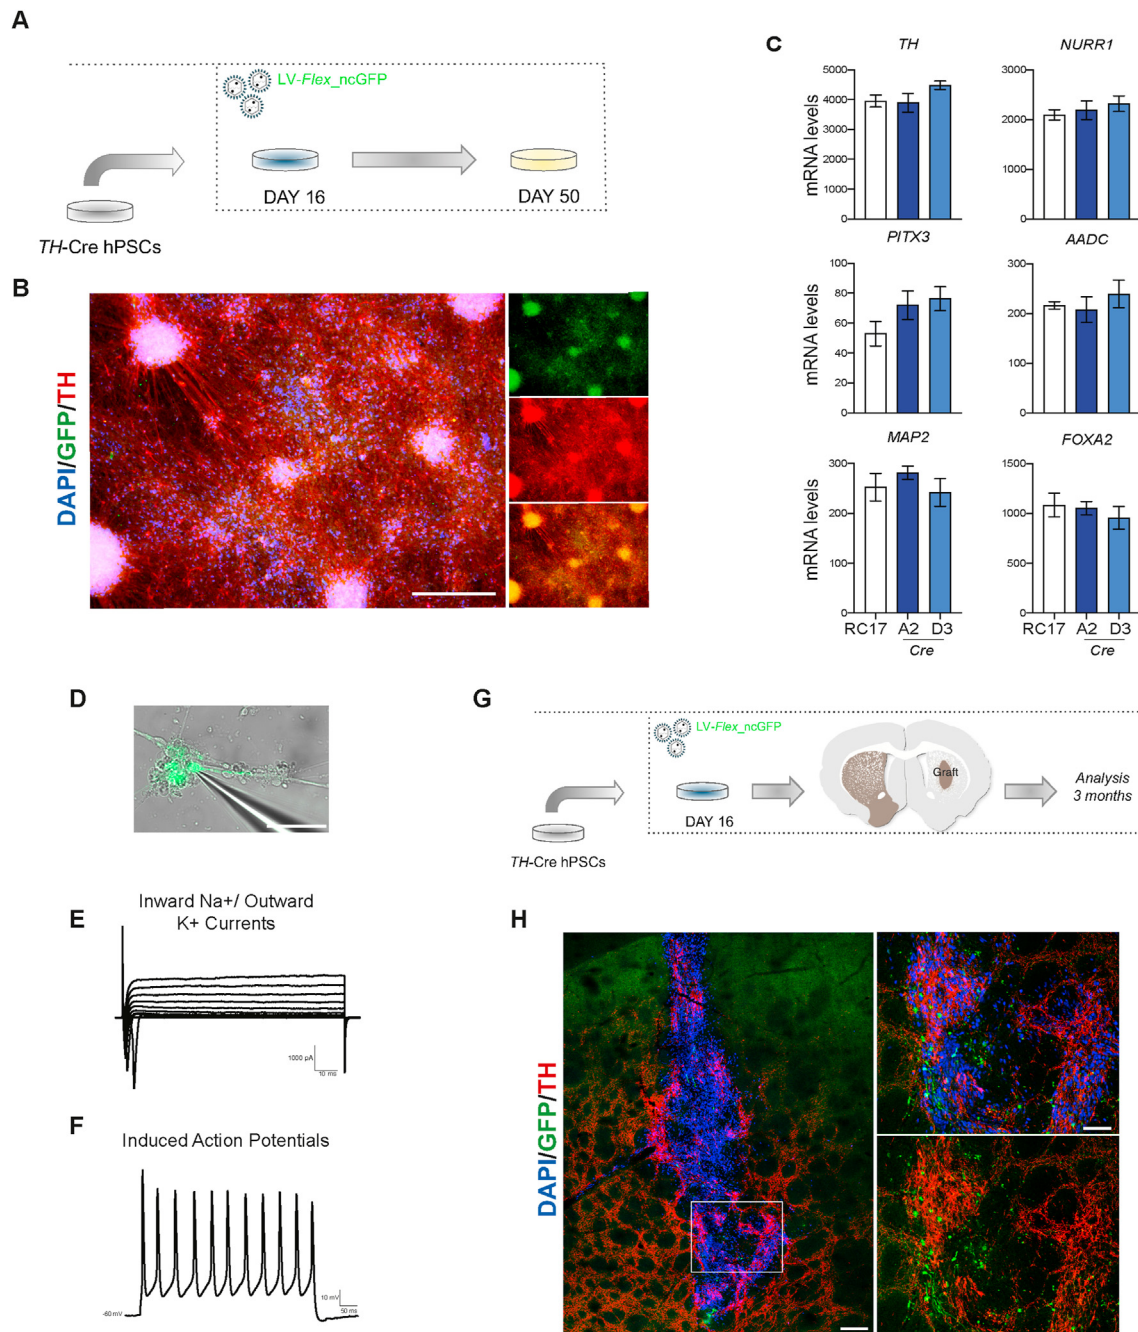 A
LV-Flex_ncGFP
DAY 16
DAY 50
TH-Cre hPSCs
B
DAPI/GFP/TH
C
TH
mRNA levels
5000
4000
3000
2000
1000
0
NURR1
3000
2000
1000
0
PITX3
mRNA levels
100
80
60
40
20
0
AADC
300
200
100
0
MAP2
mRNA levels
300
200
100
0
RC17 A2 D3
Cre
FOXA2
1500
1000
500
0
RC17 A2 D3
Cre
D
E
Inward Na+/ Outward
K+ Currents
1000 pA
10 ms
F
Induced Action Potentials
-60 mV
10 mV
50 ms
G
LV-Flex_ncGFP
DAY 16
TH-Cre hPSCs
Graft
Analysis
3 months
H
DAPI/GFP/TH